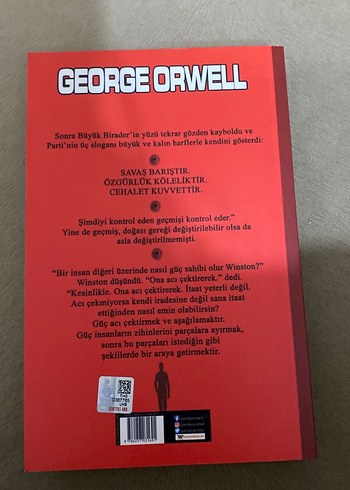 GEORGE ORWELL
Sonra Büyük Birader'in yüzü tekrar gözden kayboldu ve
Parti'nin üç sloganı büyük ve kalın harflerle kendini gösterdi:
SAVAŞ BARIŞTIR.
ÖZGÜRLÜK KÖLELİKTİR.
CEHALET KUVVETTİR.
Şimdiyi kontrol eden geçmişi kontrol eder."
Yine de geçmiş, doğası gereği değiştirilebilir olsa da
asla değiştirilmemişti.
"Bir insan diğeri üzerinde nasıl güç sahibi olur Winston?"
Winston düşündü. "Ona acı çektirerek." dedi.
"Kesinlikle. Ona acı çektirerek. İtaat yeterli değil.
Acı çekmiyorsa kendi iradesine değil sana itaat
ettiğinden nasıl emin olabilirsin?
Güç acı çektirmek ve aşağılamaktır.
Güç insanların zihinlerini parçalara ayırmak,
sonra bu parçaları istediğin gibi
şekillerde bir araya getirmektir.